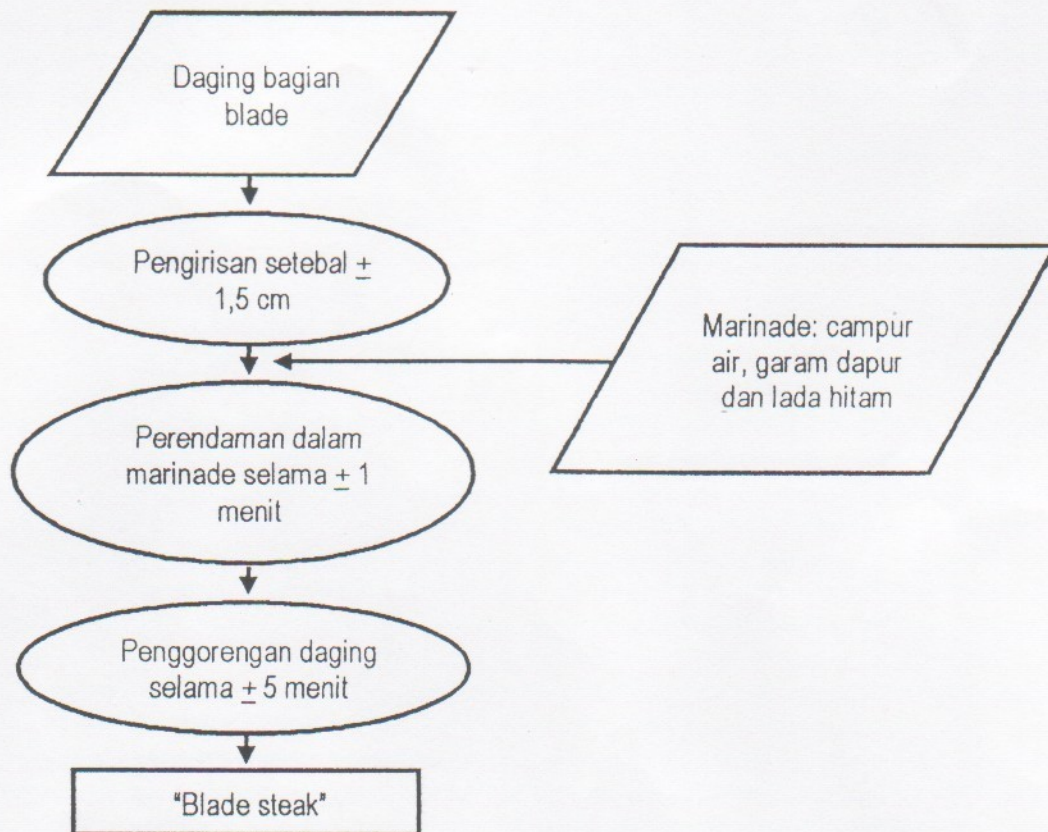 Daging bagian
blade
Pengirisan setebal ±
1,5 cm
Marinade: campur
air, garam dapur
dan lada hitam
Perendaman dalam
marinade selama ± 1
menit
Penggorengan daging
selama ± 5 menit
"Blade steak"